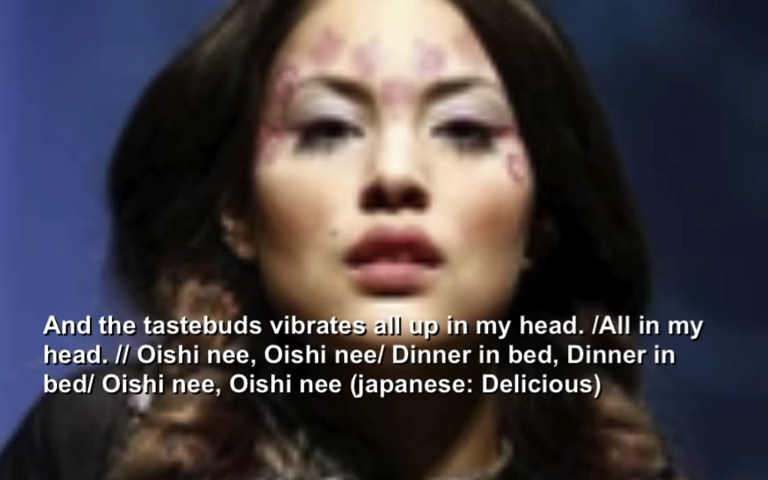 And the tastebuds vibrates all up in my head. /All in my
head. // Oishi nee, Oishi nee/ Dinner in bed, Dinner in
bed/ Oishi nee, Oishi nee (japanese: Delicious)